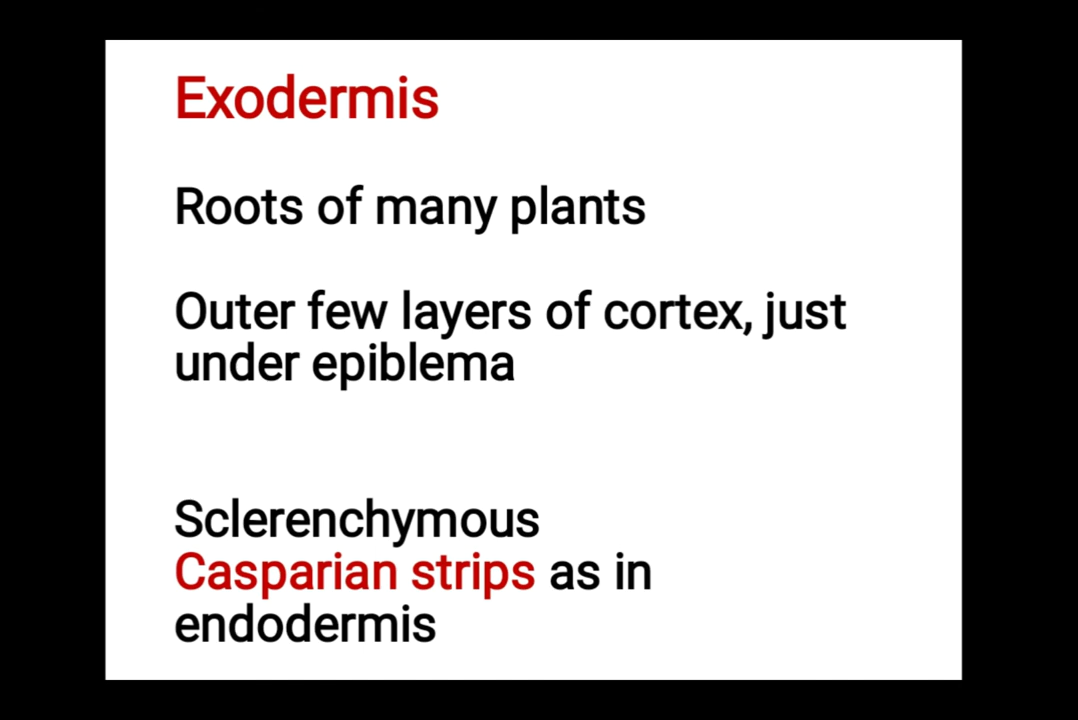 Exodermis
Roots of many plants
Outer few layers of cortex, just
under epiblema
Sclerenchymous
Casparian strips as in
endodermis